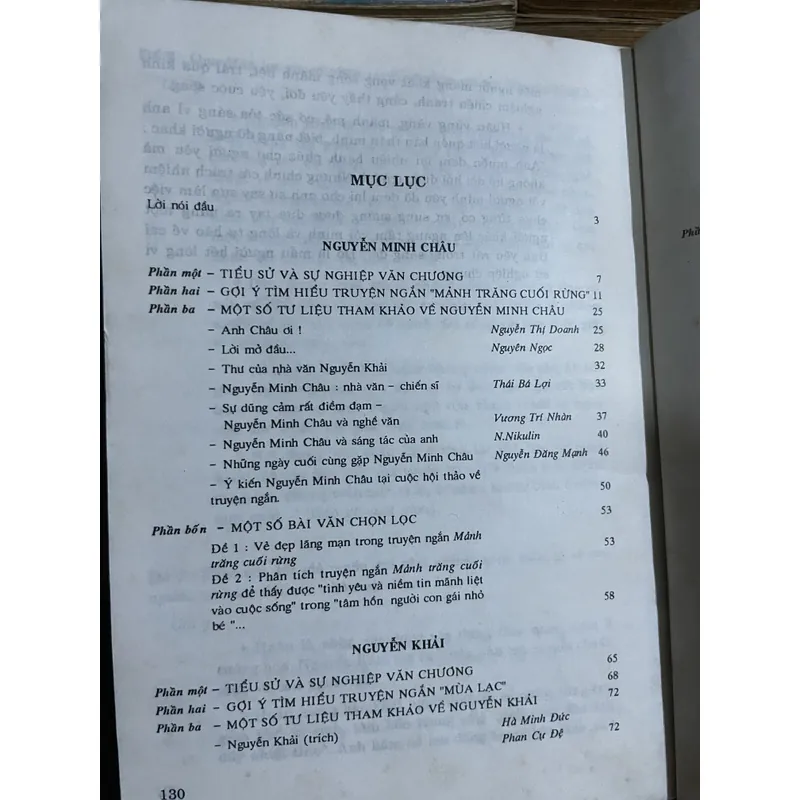 MỤC LỤC
Lời nói đầu 3
NGUYỄN MINH CHÂU
Phần một – TIỂU SỬ VÀ SỰ NGHIỆP VĂN CHƯƠNG 7
Phần hai – GỢI Ý TÌM HIỂU TRUYỆN NGẮN "MẢNH TRĂNG CUỐI RỪNG" 11
Phần ba – MỘT SỐ TƯ LIỆU THAM KHẢO VỀ NGUYỄN MINH CHÂU 25
– Anh Châu ơi ! Nguyễn Thị Doanh 25
– Lời mở đầu... Nguyên Ngọc 28
– Thư của nhà văn Nguyễn Khải 32
– Nguyễn Minh Châu : nhà văn – chiến sĩ Thái Bá Lợi 33
– Sự dũng cảm rất điềm đạm –
Nguyễn Minh Châu và nghề văn Vương Trí Nhàn 37
– Nguyễn Minh Châu và sáng tác của anh N.Nikulin 40
– Những ngày cuối cùng gặp Nguyễn Minh Châu Nguyễn Đăng Mạnh 46
– Ý kiến Nguyễn Minh Châu tại cuộc hội thảo về
truyện ngắn. 50
Phần bốn – MỘT SỐ BÀI VĂN CHỌN LỌC 53
Đề 1 : Vẻ đẹp lãng mạn trong truyện ngắn Mảnh
trăng cuối rừng 53
Đề 2 : Phân tích truyện ngắn Mảnh trăng cuối
rừng để thấy được "tình yêu và niềm tin mãnh liệt
vào cuộc sống" trong "tâm hồn người con gái nhỏ
bé "... 58
NGUYỄN KHẢI
Phần một – TIỂU SỬ VÀ SỰ NGHIỆP VĂN CHƯƠNG 65
Phần hai – GỢI Ý TÌM HIỂU TRUYỆN NGẮN "MÙA LẠC" 68
Phần ba – MỘT SỐ TƯ LIỆU THAM KHẢO VỀ NGUYỄN KHẢI 72
– Nguyễn Khải (trích) Hà Minh Đức
Phan Cự Đệ 72
130